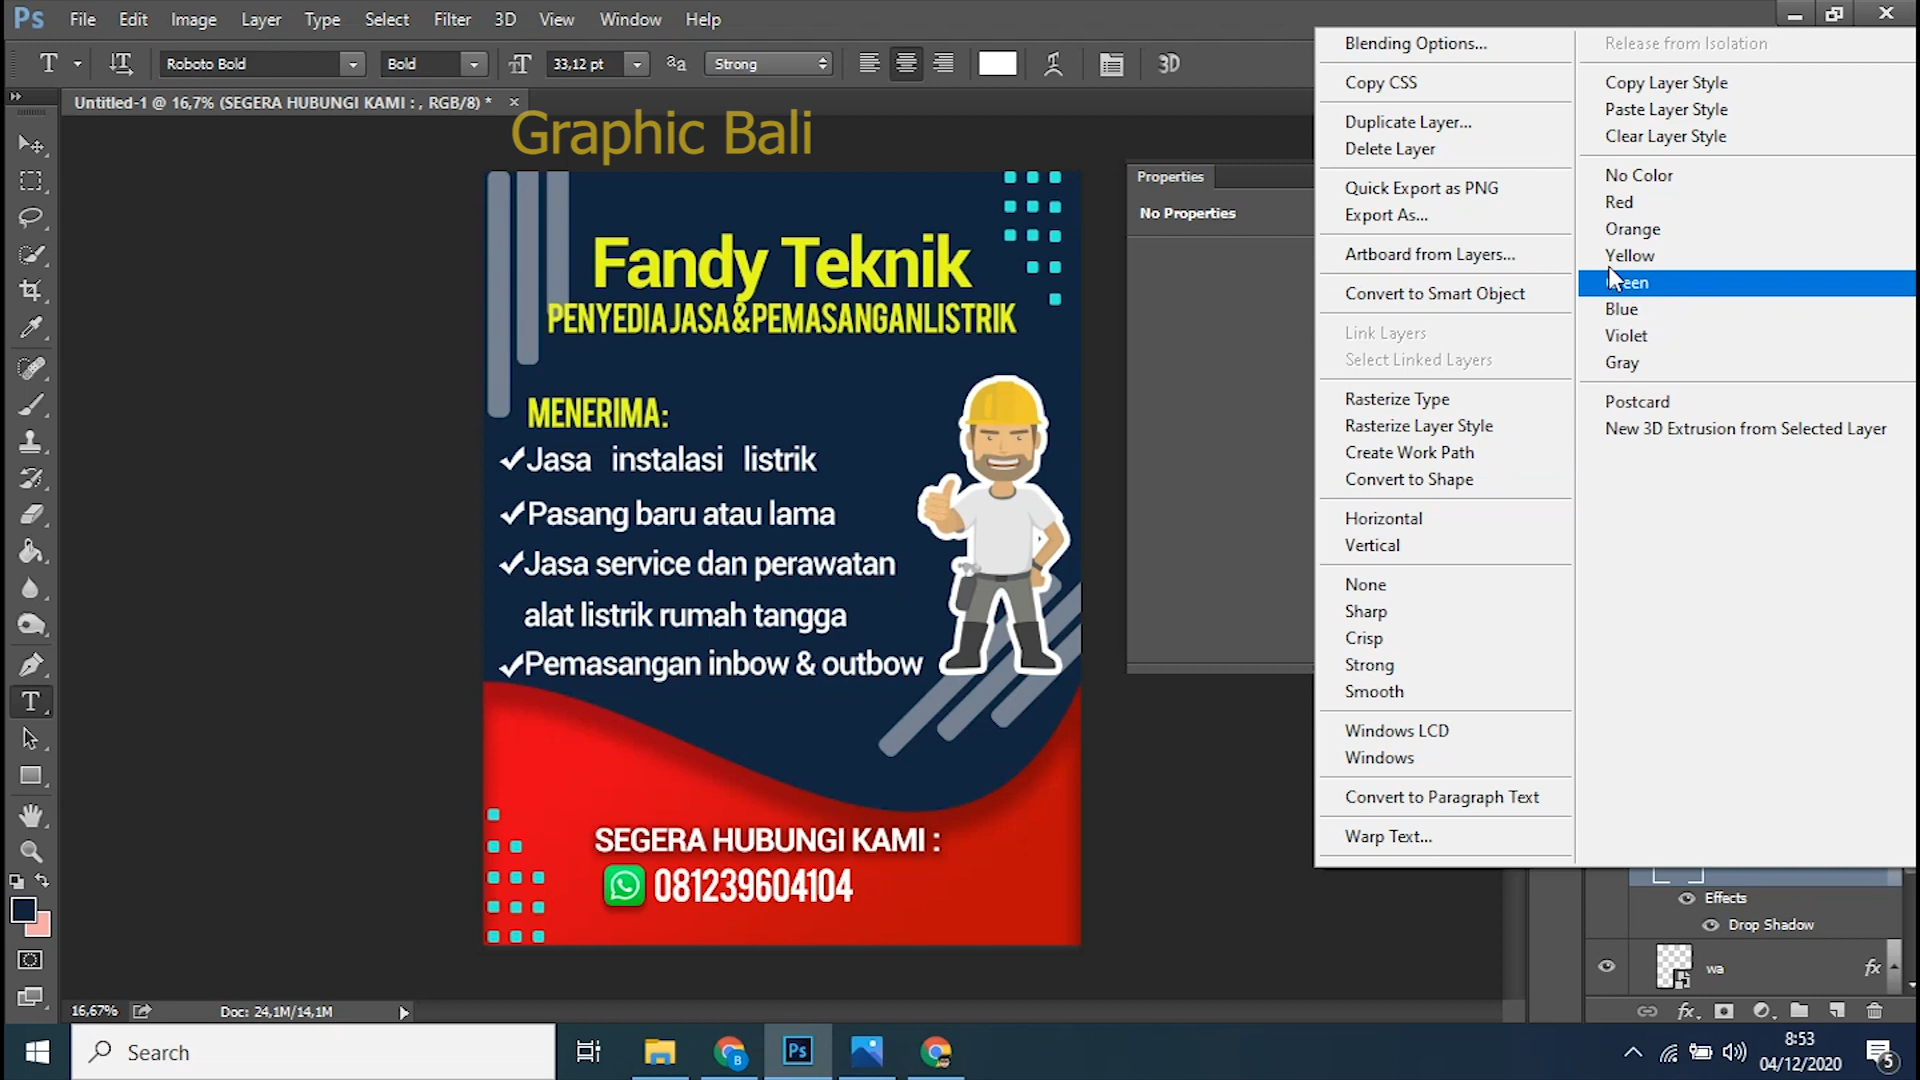 Ps File Edit Image Layer Type Select Filter 3D View Window Help
T Roboto Bold Bold 33,12 pt Strong 3D
Untitled-1 @ 16,7% (SEGERA HUBUNGI KAMI : , RGB/8) *
Graphic Bali
Fandy Teknik
PENYEDIA JASA & PEMASANGAN LISTRIK
MENERIMA:
Jasa instalasi listrik
Pasang baru atau lama
Jasa service dan perawatan
alat listrik rumah tangga
Pemasangan inbow & outbow
SEGERA HUBUNGI KAMI :
081239604104
Properties
No Properties
Blending Options...
Copy CSS
Duplicate Layer...
Delete Layer
Quick Export as PNG
Export As...
Artboard from Layers...
Convert to Smart Object
Link Layers
Select Linked Layers
Rasterize Type
Rasterize Layer Style
Create Work Path
Convert to Shape
Horizontal
Vertical
None
Sharp
Crisp
Strong
Smooth
Windows LCD
Windows
Convert to Paragraph Text
Warp Text...
Release from Isolation
Copy Layer Style
Paste Layer Style
Clear Layer Style
No Color
Red
Orange
Yellow
Blue
Violet
Gray
Postcard
New 3D Extrusion from Selected Layer
Effects
Drop Shadow
wa fx
16,67% Doc: 24,1M/14,1M
Search
Ps
8:53
04/12/2020
5